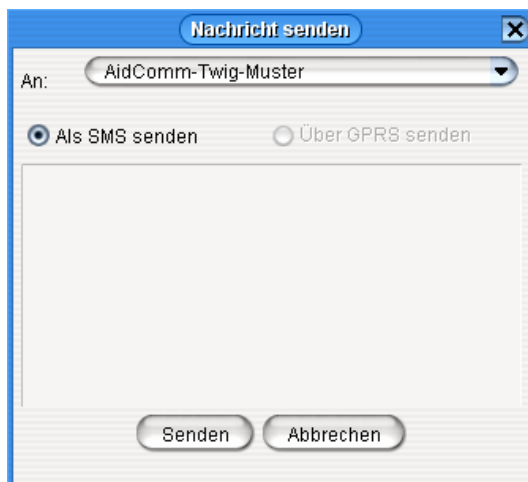 Nachricht senden
An: AidComm-Twig-Muster
Als SMS senden Über GPRS senden
Senden Abbrechen